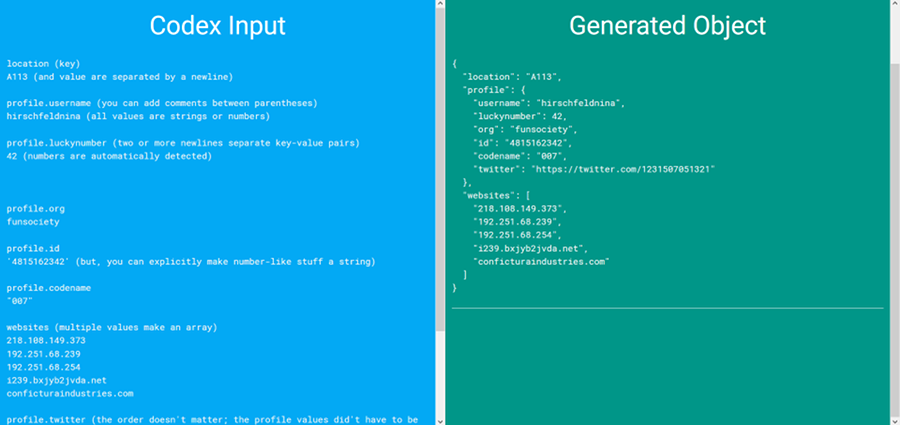 Codex Input
location (key)
A113 (and value are separated by a newline)
profile.username (you can add comments between parentheses)
hirschfeldnina (all values are strings or numbers)
profile.luckynumber (two or more newlines separate key-value pairs)
42 (numbers are automatically detected)
profile.org
funsociety
profile.id
'4815162342' (but, you can explicitly make number-like stuff a string)
profile.codename
"007"
websites (multiple values make an array)
218.108.149.373
192.251.68.239
192.251.68.254
i239.bxjyb2jvda.net
conficturaindustries.com
profile.twitter (the order doesn't matter; the profile values did't have to be
Generated Object
{
"location": "A113",
"profile": {
"username": "hirschfeldnina",
"luckynumber": 42,
"org": "funsociety",
"id": "4815162342",
"codename": "007",
"twitter": "https://twitter.com/1231507051321"
},
"websites": [
"218.108.149.373",
"192.251.68.239",
"192.251.68.254",
"i239.bxjyb2jvda.net",
"conficturaindustries.com"
]
}